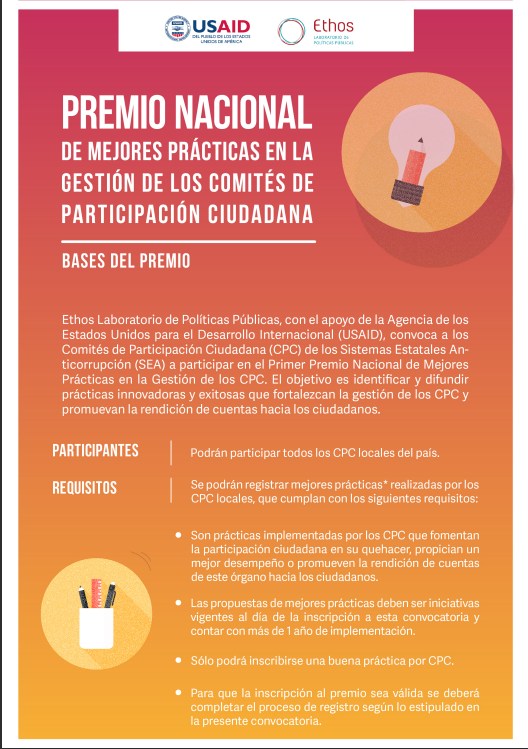 USAID
DEL PUEBLO DE LOS ESTADOS
UNIDOS DE AMÉRICA
Ethos
LABORATORIO DE
POLÍTICAS PÚBLICAS
PREMIO NACIONAL
DE MEJORES PRÁCTICAS EN LA
GESTIÓN DE LOS COMITÉS DE
PARTICIPACIÓN CIUDADANA
BASES DEL PREMIO
Ethos Laboratorio de Políticas Públicas, con el apoyo de la Agencia de los
Estados Unidos para el Desarrollo Internacional (USAID), convoca a los
Comités de Participación Ciudadana (CPC) de los Sistemas Estatales An-
ticorrupción (SEA) a participar en el Primer Premio Nacional de Mejores
Prácticas en la Gestión de los CPC. El objetivo es identificar y difundir
prácticas innovadoras y exitosas que fortalezcan la gestión de los CPC y
promuevan la rendición de cuentas hacia los ciudadanos.
PARTICIPANTES
Podrán participar todos los CPC locales del país.
REQUISITOS
Se podrán registrar mejores prácticas* realizadas por los
CPC locales, que cumplan con los siguientes requisitos:
• Son prácticas implementadas por los CPC que fomentan
la participación ciudadana en su quehacer, propician un
mejor desempeño o promueven la rendición de cuentas
de este órgano hacía los ciudadanos.
• Las propuestas de mejores prácticas deben ser iniciativas
vigentes al día de la inscripción a esta convocatoria y
contar con más de 1 año de implementación.
• Sólo podrá inscribirse una buena práctica por CPC.
• Para que la inscripción al premio sea válida se deberá
completar el proceso de registro según lo estipulado en
la presente convocatoria.